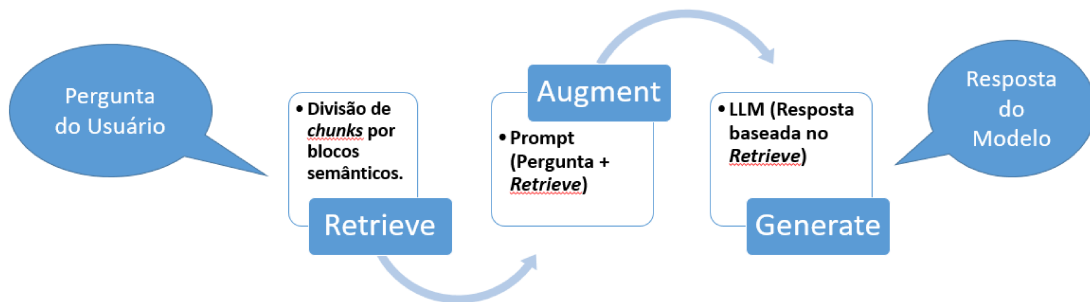 Pergunta
do Usuário
• Divisão de
chunks por
blocos
semânticos.
Retrieve
Augment
• Prompt
(Pergunta +
Retrieve)
• LLM (Resposta
baseada no
Retrieve)
Generate
Resposta
do
Modelo